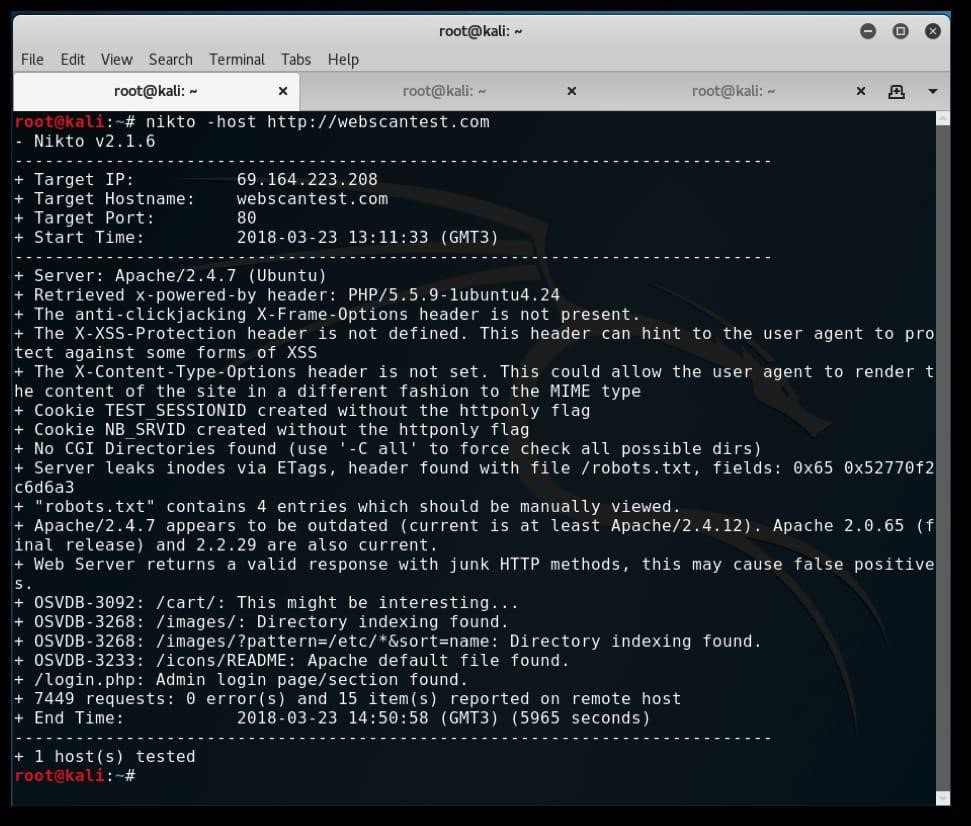 root@kali: ~
File Edit View Search Terminal Tabs Help
root@kali: ~ × root@kali: ~ × root@kali: ~ ×
root@kali:~# nikto -host http://webscantest.com
- Nikto v2.1.6
---------------------------------------------------------------------------
+ Target IP:          69.164.223.208
+ Target Hostname:    webscantest.com
+ Target Port:        80
+ Start Time:         2018-03-23 13:11:33 (GMT3)
---------------------------------------------------------------------------
+ Server: Apache/2.4.7 (Ubuntu)
+ Retrieved x-powered-by header: PHP/5.5.9-1ubuntu4.24
+ The anti-clickjacking X-Frame-Options header is not present.
+ The X-XSS-Protection header is not defined. This header can hint to the user agent to pro
tect against some forms of XSS
+ The X-Content-Type-Options header is not set. This could allow the user agent to render t
he content of the site in a different fashion to the MIME type
+ Cookie TEST_SESSIONID created without the httponly flag
+ Cookie NB_SRVID created without the httponly flag
+ No CGI Directories found (use '-C all' to force check all possible dirs)
+ Server leaks inodes via ETags, header found with file /robots.txt, fields: 0x65 0x52770f2
c6d6a3
+ "robots.txt" contains 4 entries which should be manually viewed.
+ Apache/2.4.7 appears to be outdated (current is at least Apache/2.4.12). Apache 2.0.65 (f
inal release) and 2.2.29 are also current.
+ Web Server returns a valid response with junk HTTP methods, this may cause false positive
s.
+ OSVDB-3092: /cart/: This might be interesting...
+ OSVDB-3268: /images/: Directory indexing found.
+ OSVDB-3268: /images/?pattern=/etc/*&sort=name: Directory indexing found.
+ OSVDB-3233: /icons/README: Apache default file found.
+ /login.php: Admin login page/section found.
+ 7449 requests: 0 error(s) and 15 item(s) reported on remote host
+ End Time:           2018-03-23 14:50:58 (GMT3) (5965 seconds)
---------------------------------------------------------------------------
+ 1 host(s) tested
root@kali:~#